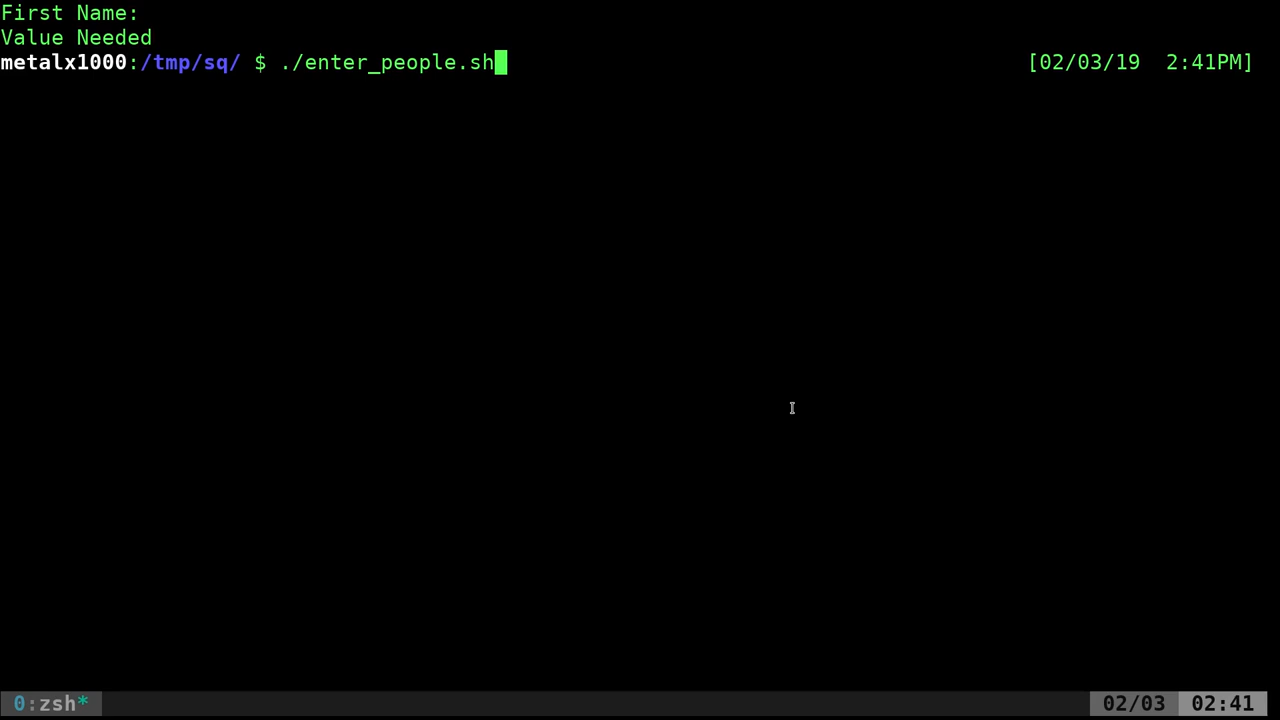 First Name:
Value Needed
metalx1000:/tmp/sq/ $ ./enter_people.sh [02/03/19  2:41PM]
0:zsh* 02/03 02:41